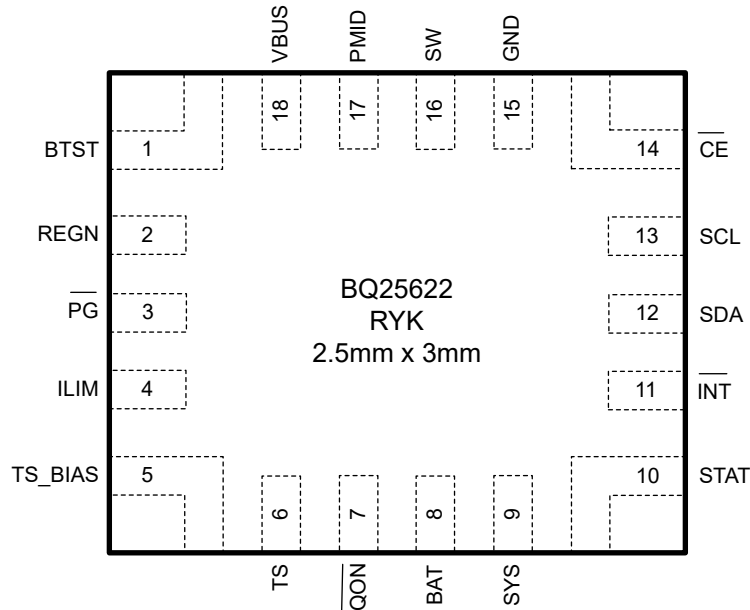 VBUS
PMID
SW
GND
18
17
16
15
BTST
1
14
CE
REGN
2
13
SCL
PG
3
12
SDA
ILIM
4
11
INT
TS_BIAS
5
10
STAT
BQ25622
RYK
2.5mm x 3mm
6
7
8
9
TS
QON
BAT
SYS